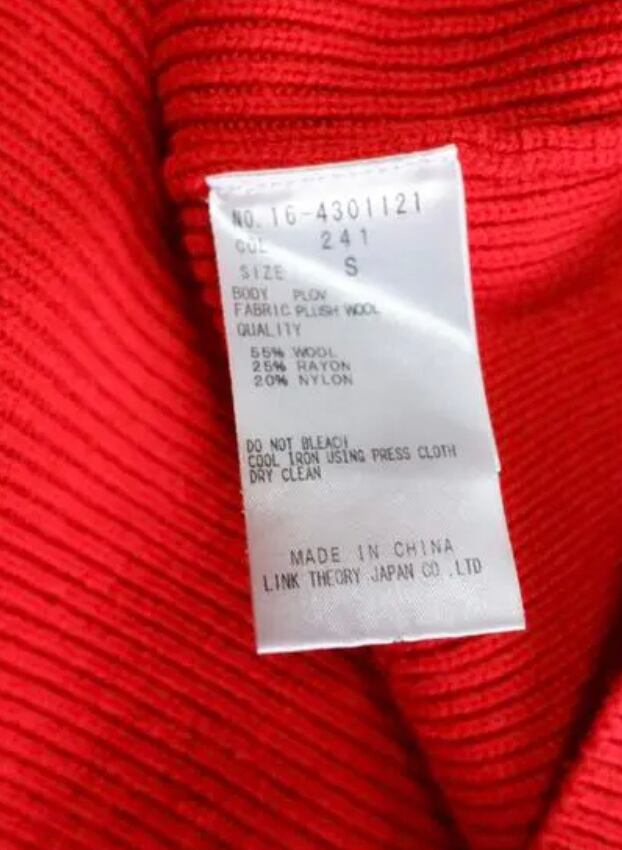 NO. 16-4301121
COL 241
SIZE S
BODY PLOV
FABRIC PLUSH WOOL
QUALITY
55% WOOL
25% RAYON
20% NYLON
DO NOT BLEACH
COOL IRON USING PRESS CLOTH
DRY CLEAN
MADE IN CHINA
LINK THEORY JAPAN CO.,LTD